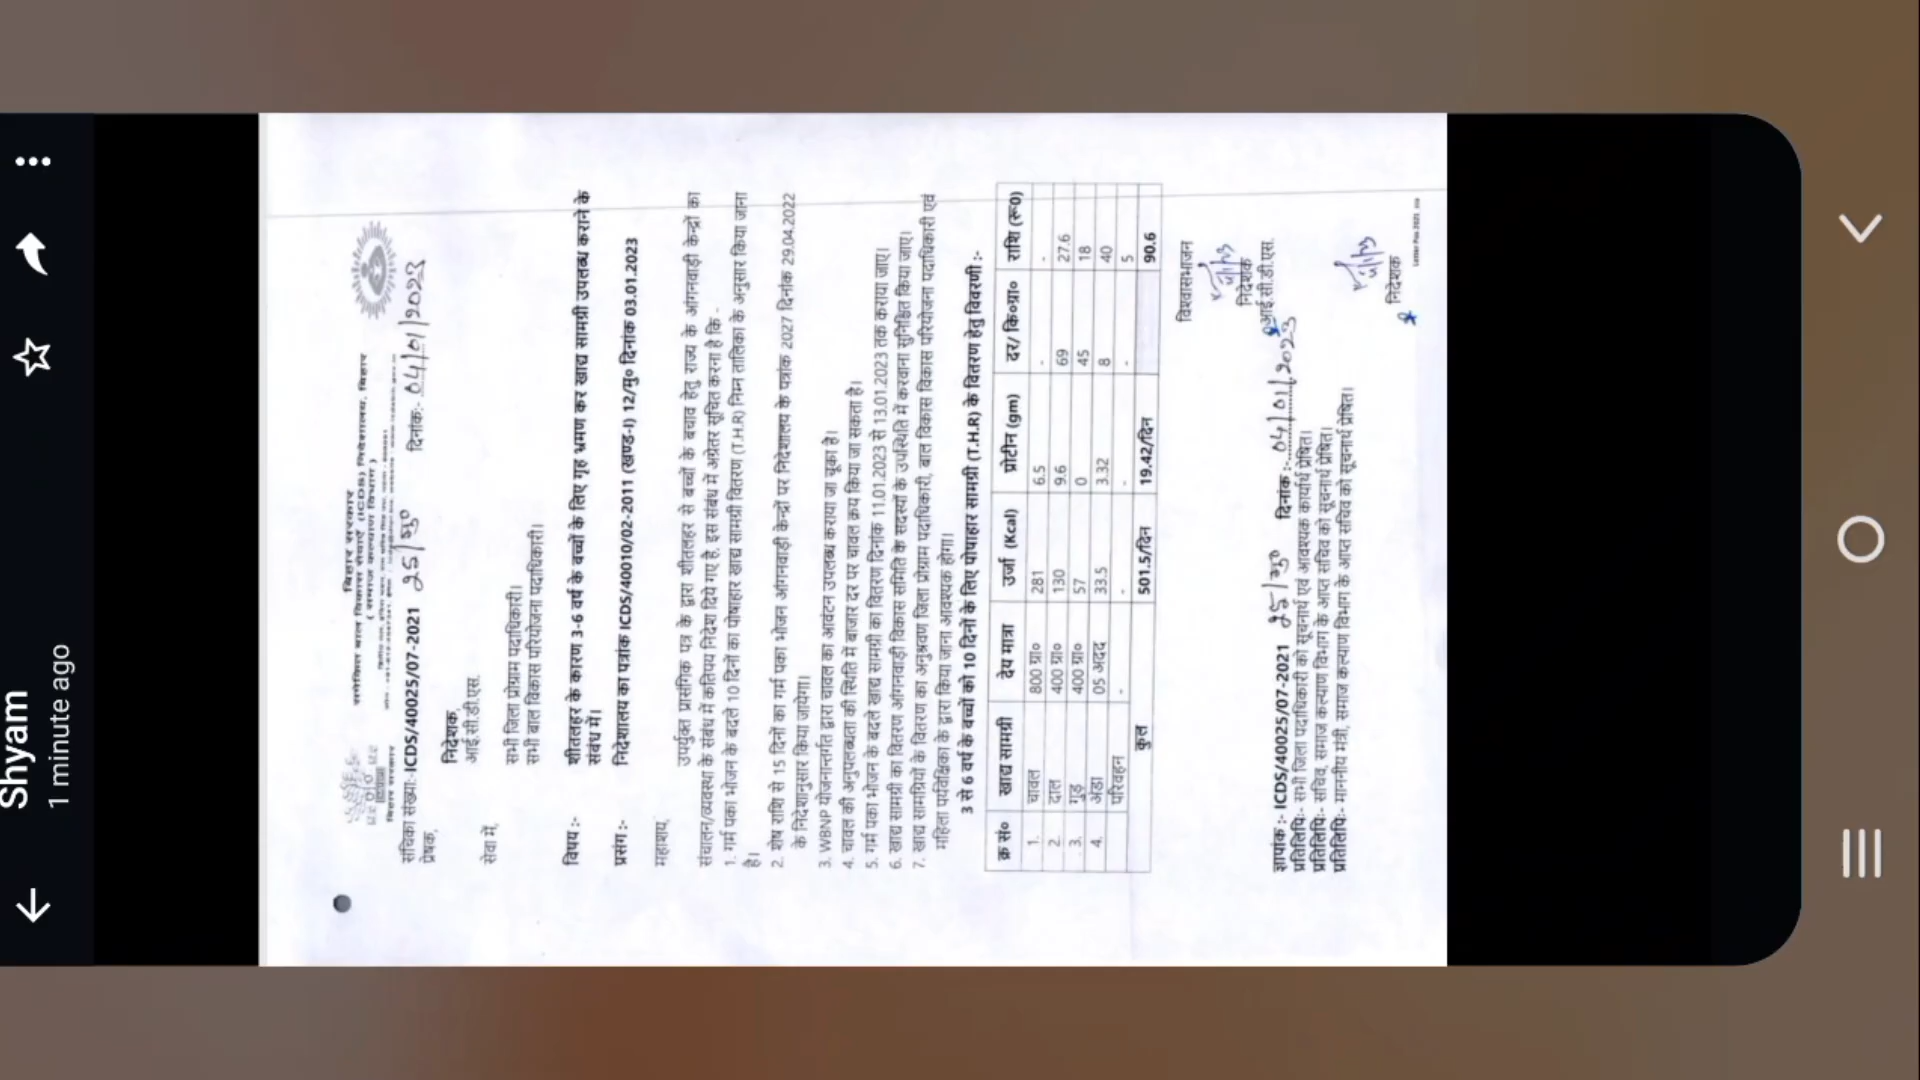 Shyam
1 minute ago
बिहार सरकार
समेकित बाल विकास सेवाएँ (ICDS) निदेशालय, बिहार
( समाज कल्याण विभाग )
बिहार सरकार
संचिका संख्या:-ICDS/40025/07-2021 25/मु० दिनांक:- 04/01/2023
प्रेषक,
निदेशक,
आई.सी.डी.एस.
सेवा में,
सभी जिला प्रोग्राम पदाधिकारी।
सभी बाल विकास परियोजना पदाधिकारी।
विषय :- शीतलहर के कारण 3-6 वर्ष के बच्चों के लिए गृह भ्रमण कर खाद्य सामग्री उपलब्ध कराने के
संबंध में।
प्रसंग :- निदेशालय का पत्रांक ICDS/40010/02-2011 (खण्ड-I) 12/मु० दिनांक 03.01.2023
महाशय,
उपर्युक्त प्रासंगिक पत्र के द्वारा शीतलहर से बच्चों के बचाव हेतु राज्य के आंगनवाड़ी केन्द्रों का
संचालन/व्यवस्था के संबंध में कतिपय निदेश दिये गए है, इस संबंध में अग्रेतर सूचित करना है कि -
1. गर्म पका भोजन के बदले 10 दिनों का पोषाहार खाद्य सामग्री वितरण (T.H.R) निम्न तालिका के अनुसार किया जाना
है।
2. शेष राशि से 15 दिनों का गर्म पका भोजन आंगनवाड़ी केन्द्रों पर निदेशालय के पत्रांक 2027 दिनांक 29.04.2022
के निदेशानुसार किया जायेगा।
3. WBNP योजनान्तर्गत द्वारा चावल का आवंटन उपलब्ध कराया जा चूका है।
4. चावल की अनुपलब्धता की स्थिति में बाजार दर पर चावल क्रय किया जा सकता है।
5. गर्म पका भोजन के बदले खाद्य सामग्री का वितरण दिनांक 11.01.2023 से 13.01.2023 तक कराया जाए।
6. खाद्य सामग्री का वितरण आंगनवाड़ी विकास समिति के सदस्यों के उपस्थिति में करवाना सुनिश्चित किया जाए।
7. खाद्य सामग्रियों के वितरण का अनुश्रवण जिला प्रोग्राम पदाधिकारी, बाल विकास परियोजना पदाधिकारी एवं
महिला पर्यवेक्षिका के द्वारा किया जाना आवश्यक होगा।
3 से 6 वर्ष के बच्चों को 10 दिनों के लिए पोषाहार सामग्री (T.H.R) के वितरण हेतु विवरणी :-
क्र सं० खाद्य सामग्री देय मात्रा उर्जा (Kcal) प्रोटीन (gm) दर/ कि०ग्रा० राशि (रू0)
1. चावल 800 ग्रा० 281 6.5 - -
2. दाल 400 ग्रा० 130 9.6 69 27.6
3. गुड़ 400 ग्रा० 57 0 45 18
4. अंडा 05 अदद 33.5 3.32 8 40
परिवहन - - - - 5
कुल 501.5/दिन 19.42/दिन 90.6
विश्वासभाजन
निदेशक
आई.सी.डी.एस.
ज्ञापांक :- ICDS/40025/07-2021 25/मु० दिनांक :- 04/01/2023
प्रतिलिपि:- सभी जिला पदाधिकारी को सूचनार्थ एवं आवश्यक कार्यार्थ प्रेषित।
प्रतिलिपि:- सचिव, समाज कल्याण विभाग के आप्त सचिव को सूचनार्थ प्रेषित।
प्रतिलिपि:- माननीय मंत्री, समाज कल्याण विभाग के आप्त सचिव को सूचनार्थ प्रेषित।
निदेशक